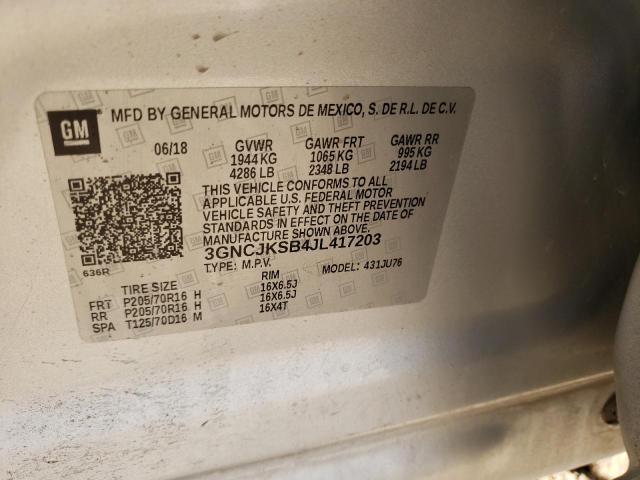 GM
MFD BY GENERAL MOTORS DE MEXICO, S. DE R.L. DE C.V.
06/18 GVWR GAWR FRT GAWR RR
1944 KG 1065 KG 995 KG
4286 LB 2348 LB 2194 LB
THIS VEHICLE CONFORMS TO ALL
APPLICABLE U.S. FEDERAL MOTOR
VEHICLE SAFETY AND THEFT
PREVENTION STANDARDS IN
EFFECT ON THE DATE OF
MANUFACTURE SHOWN ABOVE.
3GNCJKSB4JL417203
636R TYPE: M.P.V. MODEL: 431JU76
TIRE SIZE RIM
FRT P205/70R16 H 16X6.5J
RR P205/70R16 H 16X6.5J
SPA T125/70D16 M 16X4T